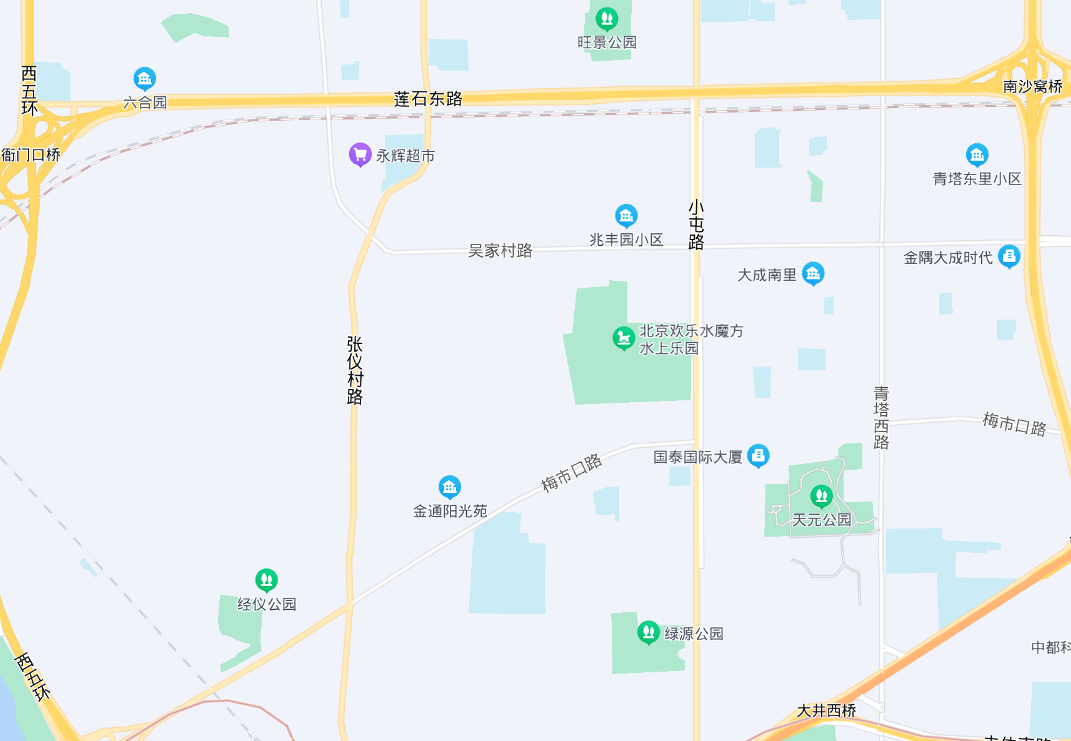 旺景公园
西五环
六合园
莲石东路
南沙窝桥
衙门口桥
永辉超市
青塔东里小区
小屯路
兆丰园小区
吴家村路
金隅大成时代
大成南里
北京欢乐水魔方
水上乐园
张仪村路
青塔西路
梅市口路
国泰国际大厦
梅市口路
金通阳光苑
天元公园
经仪公园
绿源公园
中都科
西五环
大井西桥